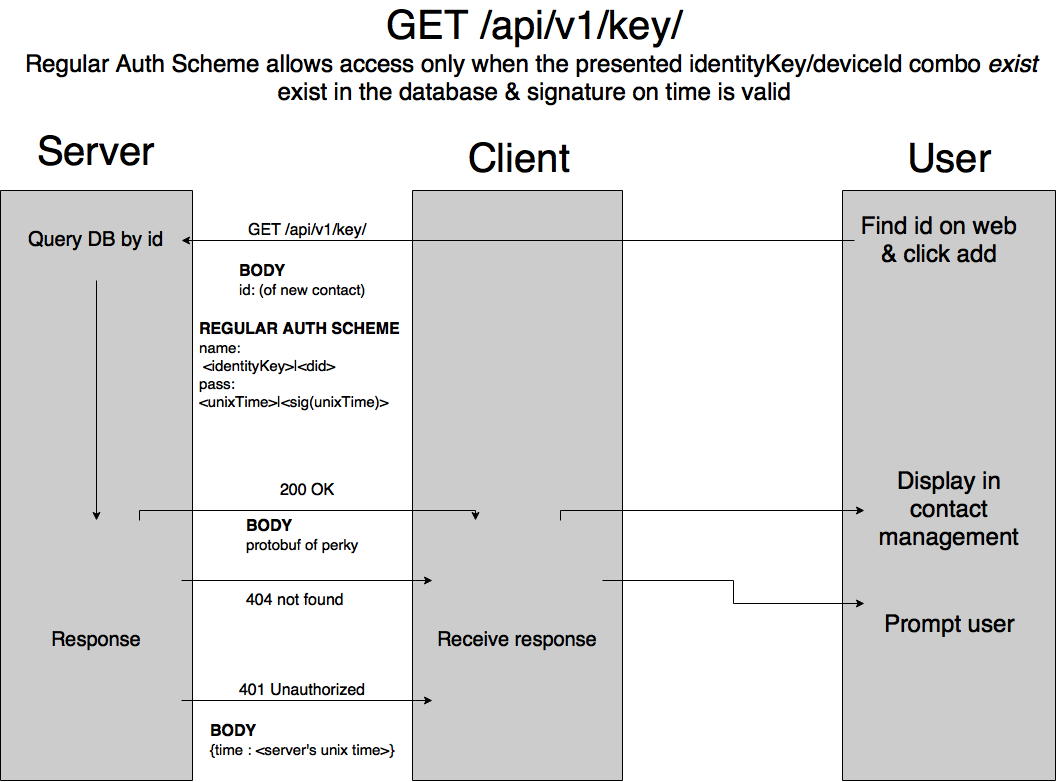 GET /api/v1/key/
Regular Auth Scheme allows access only when the presented identityKey/deviceId combo exist
exist in the database & signature on time is valid
Server
Client
User
Query DB by id
GET /api/v1/key/
Find id on web
& click add
BODY
id: (of new contact)
REGULAR AUTH SCHEME
name:
<identityKey>|<did>
pass:
<unixTime>|<sig(unixTime)>
200 OK
BODY
protobuf of perky
Display in
contact
management
404 not found
Prompt user
Response
Receive response
401 Unauthorized
BODY
{time : <server's unix time>}